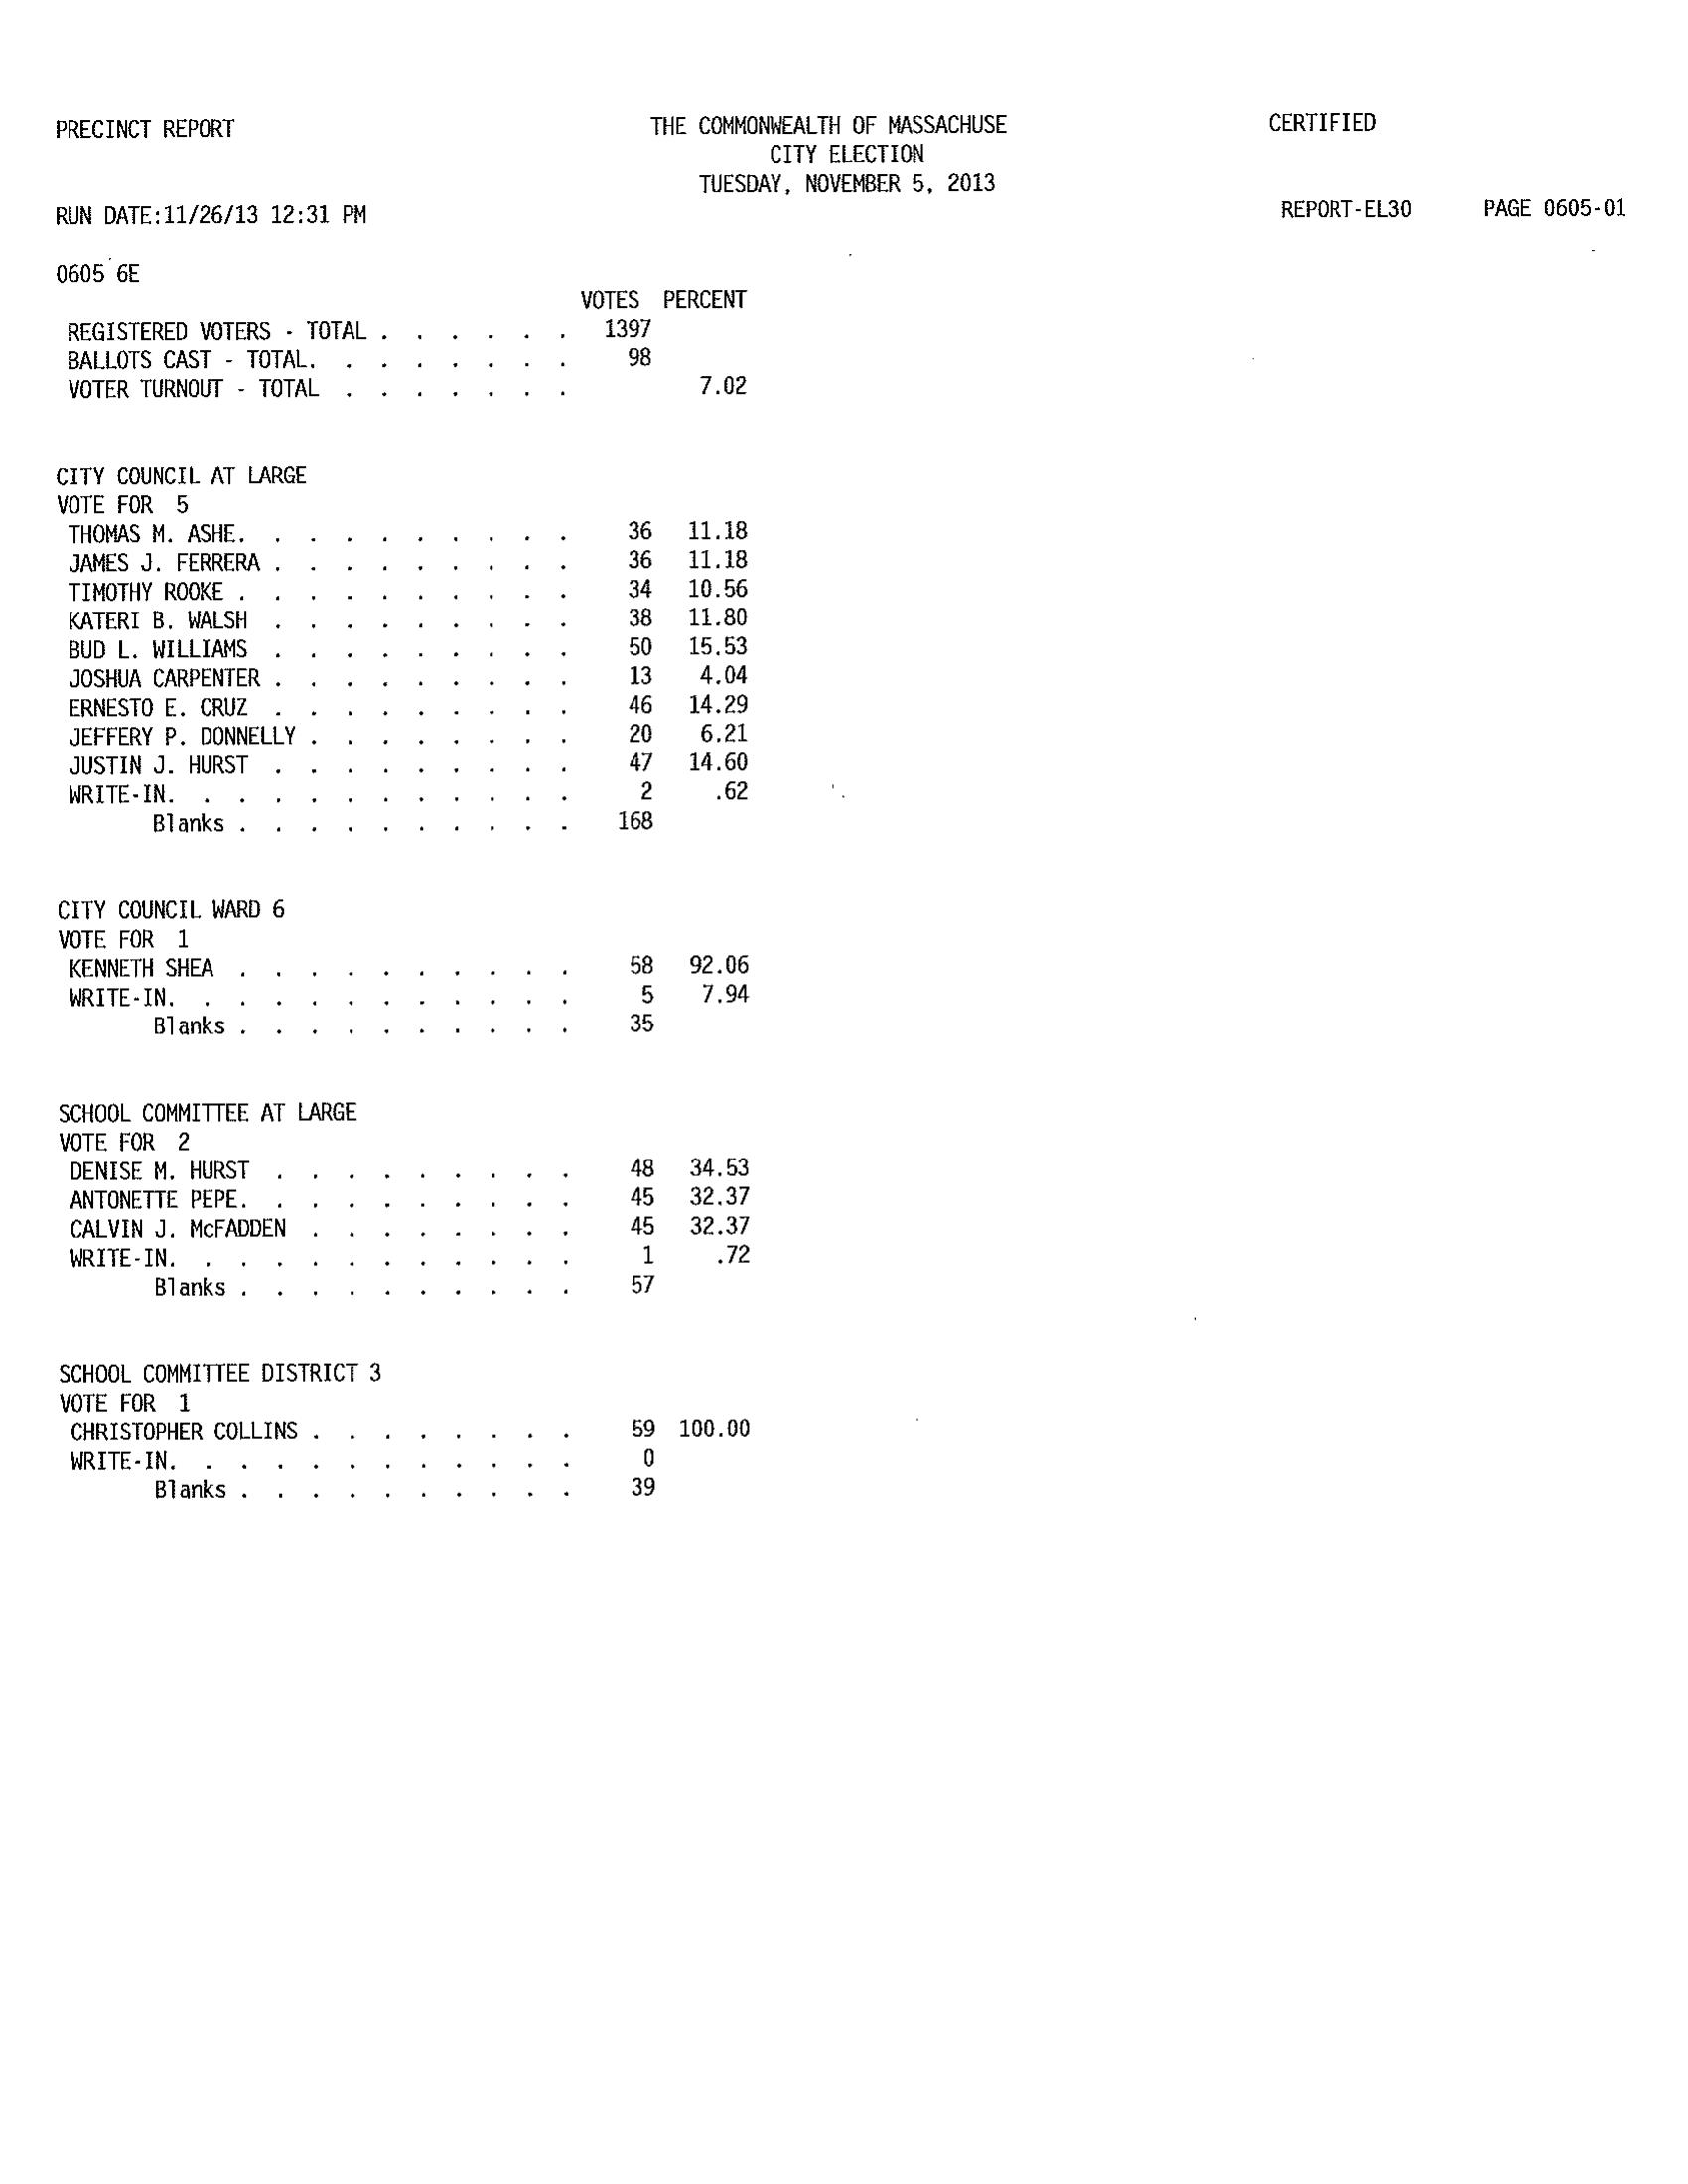 PRECINCT REPORT THE COMMONWEALTH OF MASSACHUSE CERTIFIED
CITY ELECTION
TUESDAY, NOVEMBER 5, 2013
RUN DATE:11/26/13 12:31 PM REPORT-EL30 PAGE 0605-01
0605 6E
VOTES PERCENT
REGISTERED VOTERS - TOTAL . . . . . . 1397
BALLOTS CAST - TOTAL. . . . . . . . 98
VOTER TURNOUT - TOTAL . . . . . . . 7.02
CITY COUNCIL AT LARGE
VOTE FOR 5
THOMAS M. ASHE. . . . . . . . . . 36 11.18
JAMES J. FERRERA . . . . . . . . . 36 11.18
TIMOTHY ROOKE . . . . . . . . . . 34 10.56
KATERI B. WALSH . . . . . . . . . 38 11.80
BUD L. WILLIAMS . . . . . . . . . 50 15.53
JOSHUA CARPENTER . . . . . . . . . 13 4.04
ERNESTO E. CRUZ . . . . . . . . . 46 14.29
JEFFERY P. DONNELLY . . . . . . . . 20 6.21
JUSTIN J. HURST . . . . . . . . . 47 14.60
WRITE-IN. . . . . . . . . . . . 2 .62
Blanks . . . . . . . . . . 168
CITY COUNCIL WARD 6
VOTE FOR 1
KENNETH SHEA . . . . . . . . . . 58 92.06
WRITE-IN. . . . . . . . . . . . 5 7.94
Blanks . . . . . . . . . . 35
SCHOOL COMMITTEE AT LARGE
VOTE FOR 2
DENISE M. HURST . . . . . . . . . 48 34.53
ANTONETTE PEPE. . . . . . . . . . 45 32.37
CALVIN J. McFADDEN . . . . . . . . 45 32.37
WRITE-IN. . . . . . . . . . . . 1 .72
Blanks . . . . . . . . . . 57
SCHOOL COMMITTEE DISTRICT 3
VOTE FOR 1
CHRISTOPHER COLLINS . . . . . . . . 59 100.00
WRITE-IN. . . . . . . . . . . . 0
Blanks . . . . . . . . . . 39